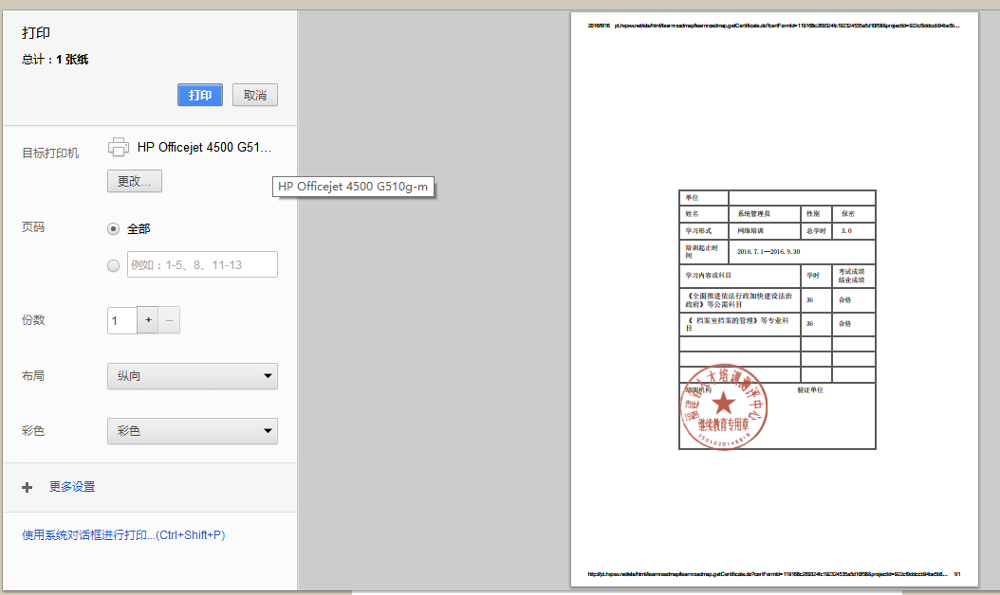 打印
总计：1 张纸
打印 取消
目标打印机 HP Officejet 4500 G51...
更改...
HP Officejet 4500 G510g-m
页码 全部
例如：1-5、8、11-13
份数 1 + −
布局 纵向
彩色 彩色
更多设置
使用系统对话框进行打印...(Ctrl+Shift+P)
2016/6/16
单位
姓名 系统管理员 性别 保密
学习形式 网络培训 总学时 3.0
培训起止时间 2016.7.1—2016.9.30
学习内容或科目 学时 考试成绩
结业成绩
《全面推进依法行政加快建设法治
政府》等公需科目 36 合格
《 档案室档案的管理》等专业科
目 36 合格
培训机构 验证单位
福建省人才培训测评中心
继续教育专用章
1/1